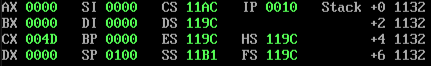 AX 0000 SI 0000 CS 11AC IP 0010 Stack +0 1132
BX 0000 DI 0000 DS 119C +2 1132
CX 004D BP 0000 ES 119C HS 119C +4 1132
DX 0000 SP 0100 SS 11B1 FS 119C +6 1132